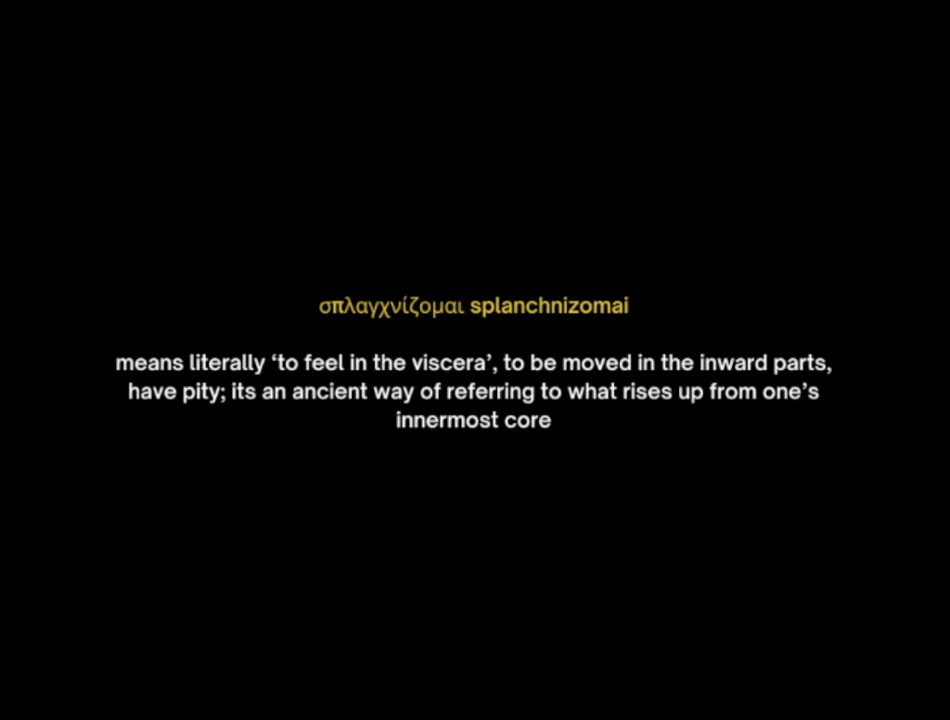 σπλαγχνίζομαι splanchnizomai
means literally ‘to feel in the viscera’, to be moved in the inward parts,
have pity; its an ancient way of referring to what rises up from one’s
innermost core